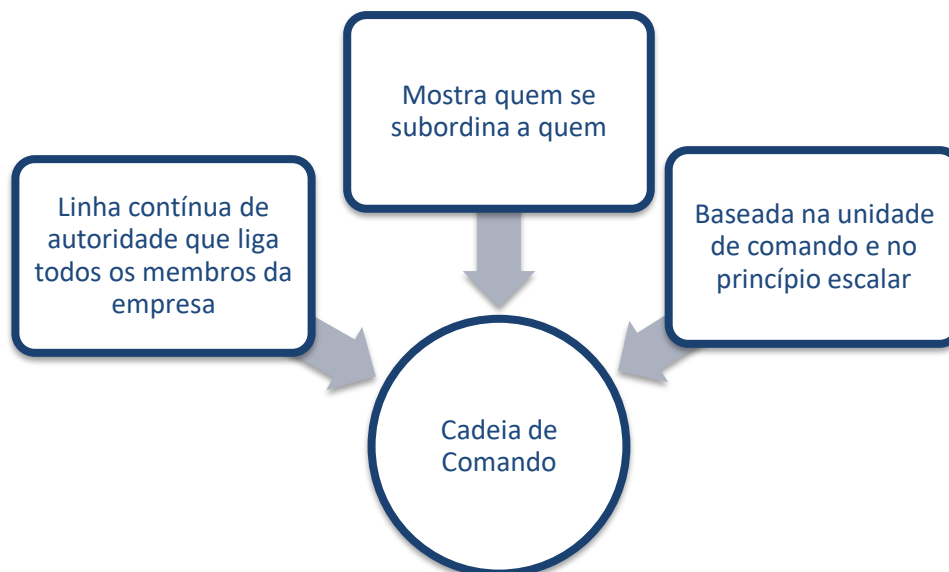 Mostra quem se
subordina a quem
Linha contínua de
autoridade que liga
todos os membros da
empresa
Baseada na unidade
de comando e no
princípio escalar
Cadeia de
Comando